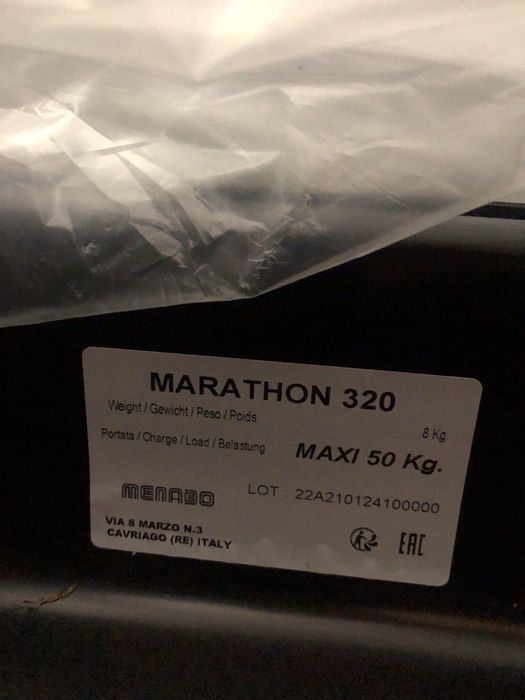 MARATHON 320
Weight / Gewicht / Peso / Poids 8 Kg.
Portata / Charge / Load / Belastung MAXI 50 Kg.
MENABO LOT : 22A210124100000
VIA 8 MARZO N.3
CAVRIAGO (RE) ITALY
EAC